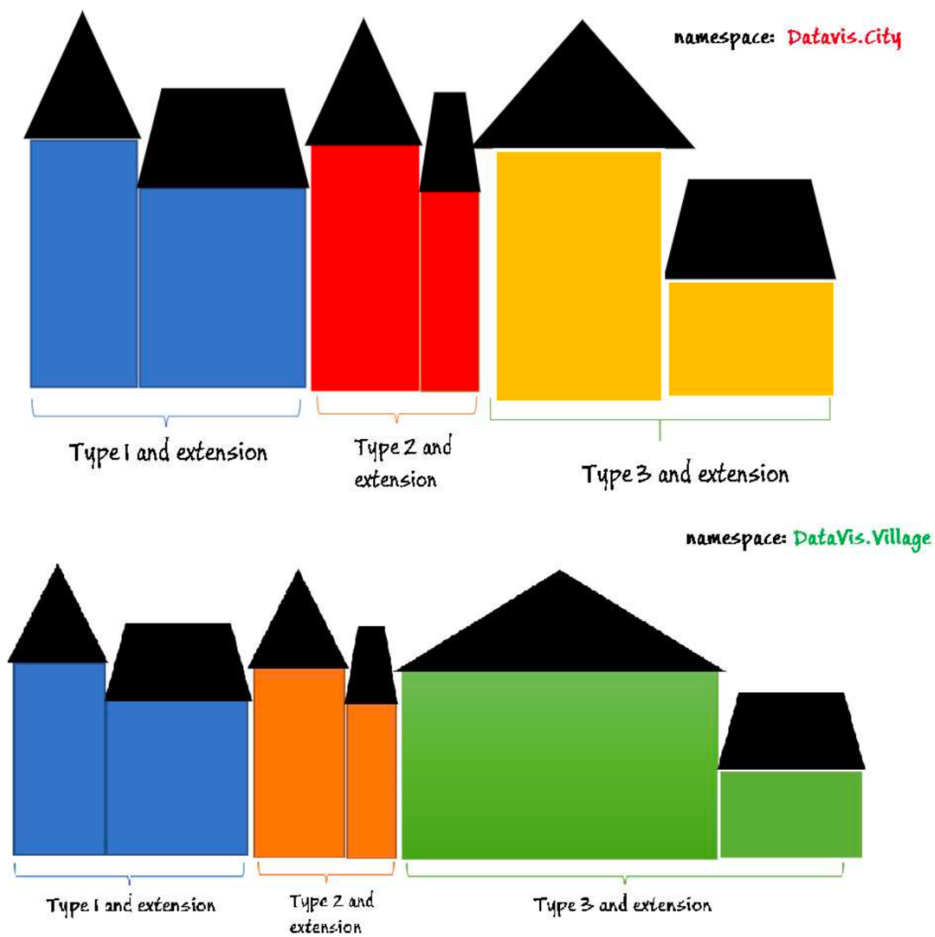 namespace: Datavis.City
Type 1 and extension
Type 2 and
extension
Type 3 and extension
namespace: DataVis.Village
Type 1 and extension
Type 2 and
extension
Type 3 and extension